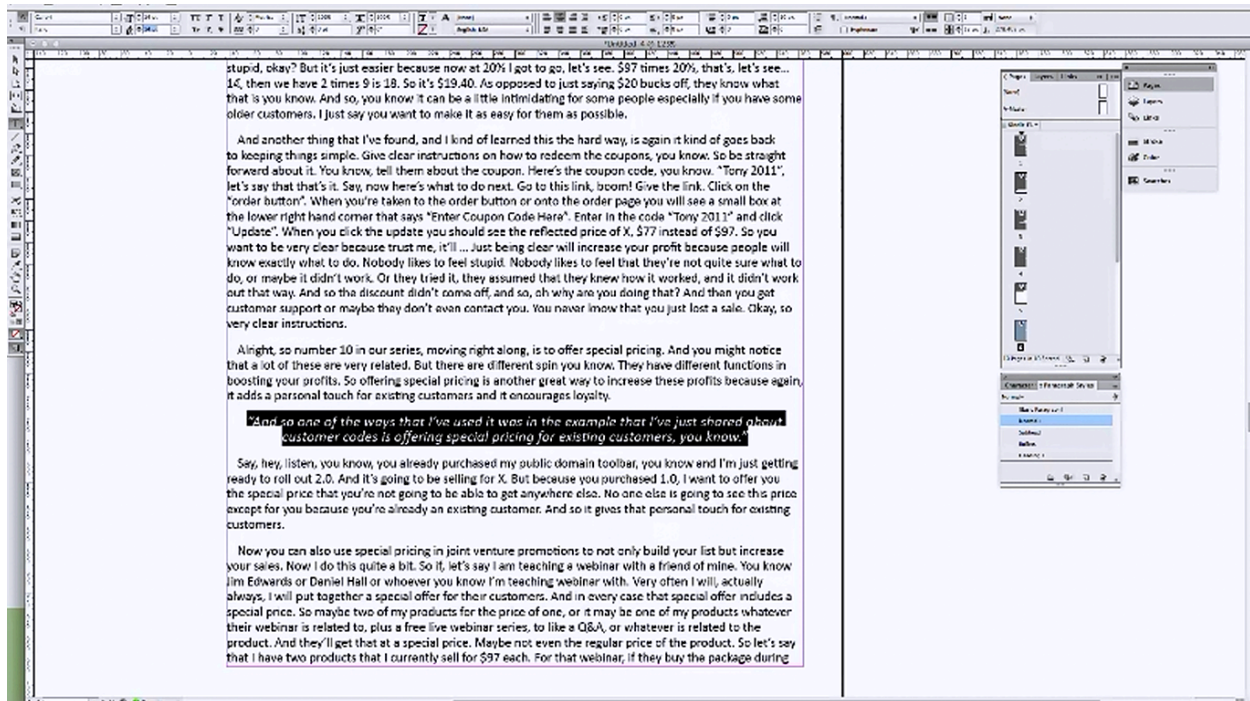 *Untitled-4 @ 123%
stupid, okay? But it's just easier because now at 20% I got to go, let's see. $97 times 20%, that's, let's see...
14, then we have 2 times 9 is 18. So it's $19.40. As opposed to just saying $20 bucks off, they know what
that is you know. And so, you know it can be a little intimidating for some people especially if you have some
older customers. I just say you want to make it as easy for them as possible.
And another thing that I've found, and I kind of learned this the hard way, is again it kind of goes back
to keeping things simple. Give clear instructions on how to redeem the coupons, you know. So be straight
forward about it. You know, tell them about the coupon. Here's the coupon code, you know. “Tony 2011”,
let's say that that's it. Say, now here's what to do next. Go to this link, boom! Give the link. Click on the
“order button”. When you're taken to the order button or onto the order page you will see a small box at
the lower right hand corner that says “Enter Coupon Code Here”. Enter in the code “Tony 2011” and click
“Update”. When you click the update you should see the reflected price of X, $77 instead of $97. So you
want to be very clear because trust me, it'll ... Just being clear will increase your profit because people will
know exactly what to do. Nobody likes to feel stupid. Nobody likes to feel that they're not quite sure what to
do, or maybe it didn't work. Or they tried it, they assumed that they knew how it worked, and it didn't work
out that way. And so the discount didn't come off, and so, oh why are you doing that? And then you get
customer support or maybe they don't even contact you. You never know that you just lost a sale. Okay, so
very clear instructions.
Alright, so number 10 in our series, moving right along, is to offer special pricing. And you might notice
that a lot of these are very related. But there are different spin you know. They have different functions in
boosting your profits. So offering special pricing is another great way to increase these profits because again,
it adds a personal touch for existing customers and it encourages loyalty.
“And so one of the ways that I've used it was in the example that I've just shared about
customer codes is offering special pricing for existing customers, you know.”
Say, hey, listen, you know, you already purchased my public domain toolbar, you know and I'm just getting
ready to roll out 2.0. And it's going to be selling for X. But because you purchased 1.0, I want to offer you
the special price that you're not going to be able to get anywhere else. No one else is going to see this price
except for you because you're already an existing customer. And so it gives that personal touch for existing
customers.
Now you can also use special pricing in joint venture promotions to not only build your list but increase
your sales. Now I do this quite a bit. So if, let's say I am teaching a webinar with a friend of mine. You know
Jim Edwards or Daniel Hall or whoever you know I'm teaching webinar with. Very often I will, actually
always, I will put together a special offer for their customers. And in every case that special offer includes a
special price. So maybe two of my products for the price of one, or it may be one of my products whatever
their webinar is related to, plus a free live webinar series, to like a Q&A, or whatever is related to the
product. And they'll get that at a special price. Maybe not even the regular price of the product. So let's say
that I have two products that I currently sell for $97 each. For that webinar, if they buy the package during
Pages
Layers
Links
Pages
Layers
Links
Stroke
Color
Swatches
Character
Paragraph Styles